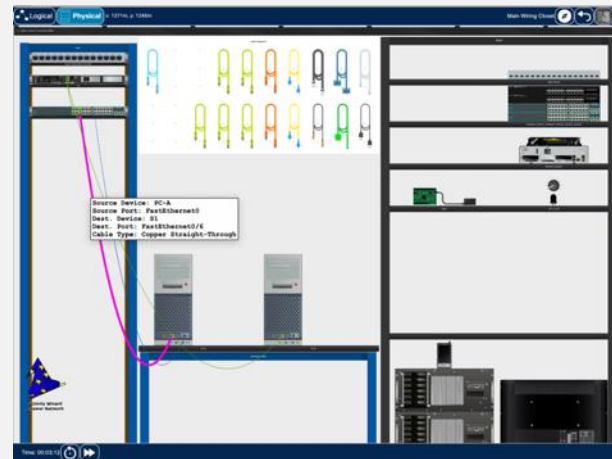 Logical
Physical
Main Wiring Closet
Source Device: PC-A
Source Port: FastEthernet0
Dest. Device: S1
Dest. Port: FastEthernet0/6
Cable Type: Copper Straight-Through
Time: 00:03:12